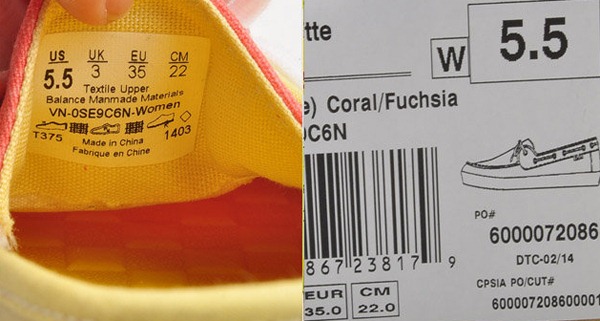 US UK EU CM
5.5 3 35 22
Textile Upper
Balance Manmade Materials
VN-0SE9C6N-Women
T375 1403
Made in China
Fabrique en Chine
tte
W 5.5
e) Coral/Fuchsia
9C6N
PO#
6000072086
DTC-02/14
867 23817 9
CPSIA PO/CUT#
600007208600001
EUR CM
35.0 22.0